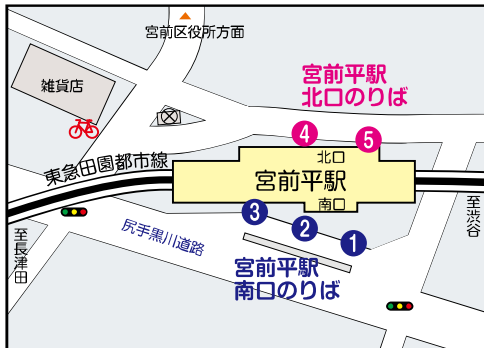 宮前区役所方面
雑貨店
宮前平駅
北口のりば
4
5
東急田園都市線
北口
宮前平駅
南口
至渋谷
至長津田
尻手黒川道路
3
2
1
宮前平駅
南口のりば